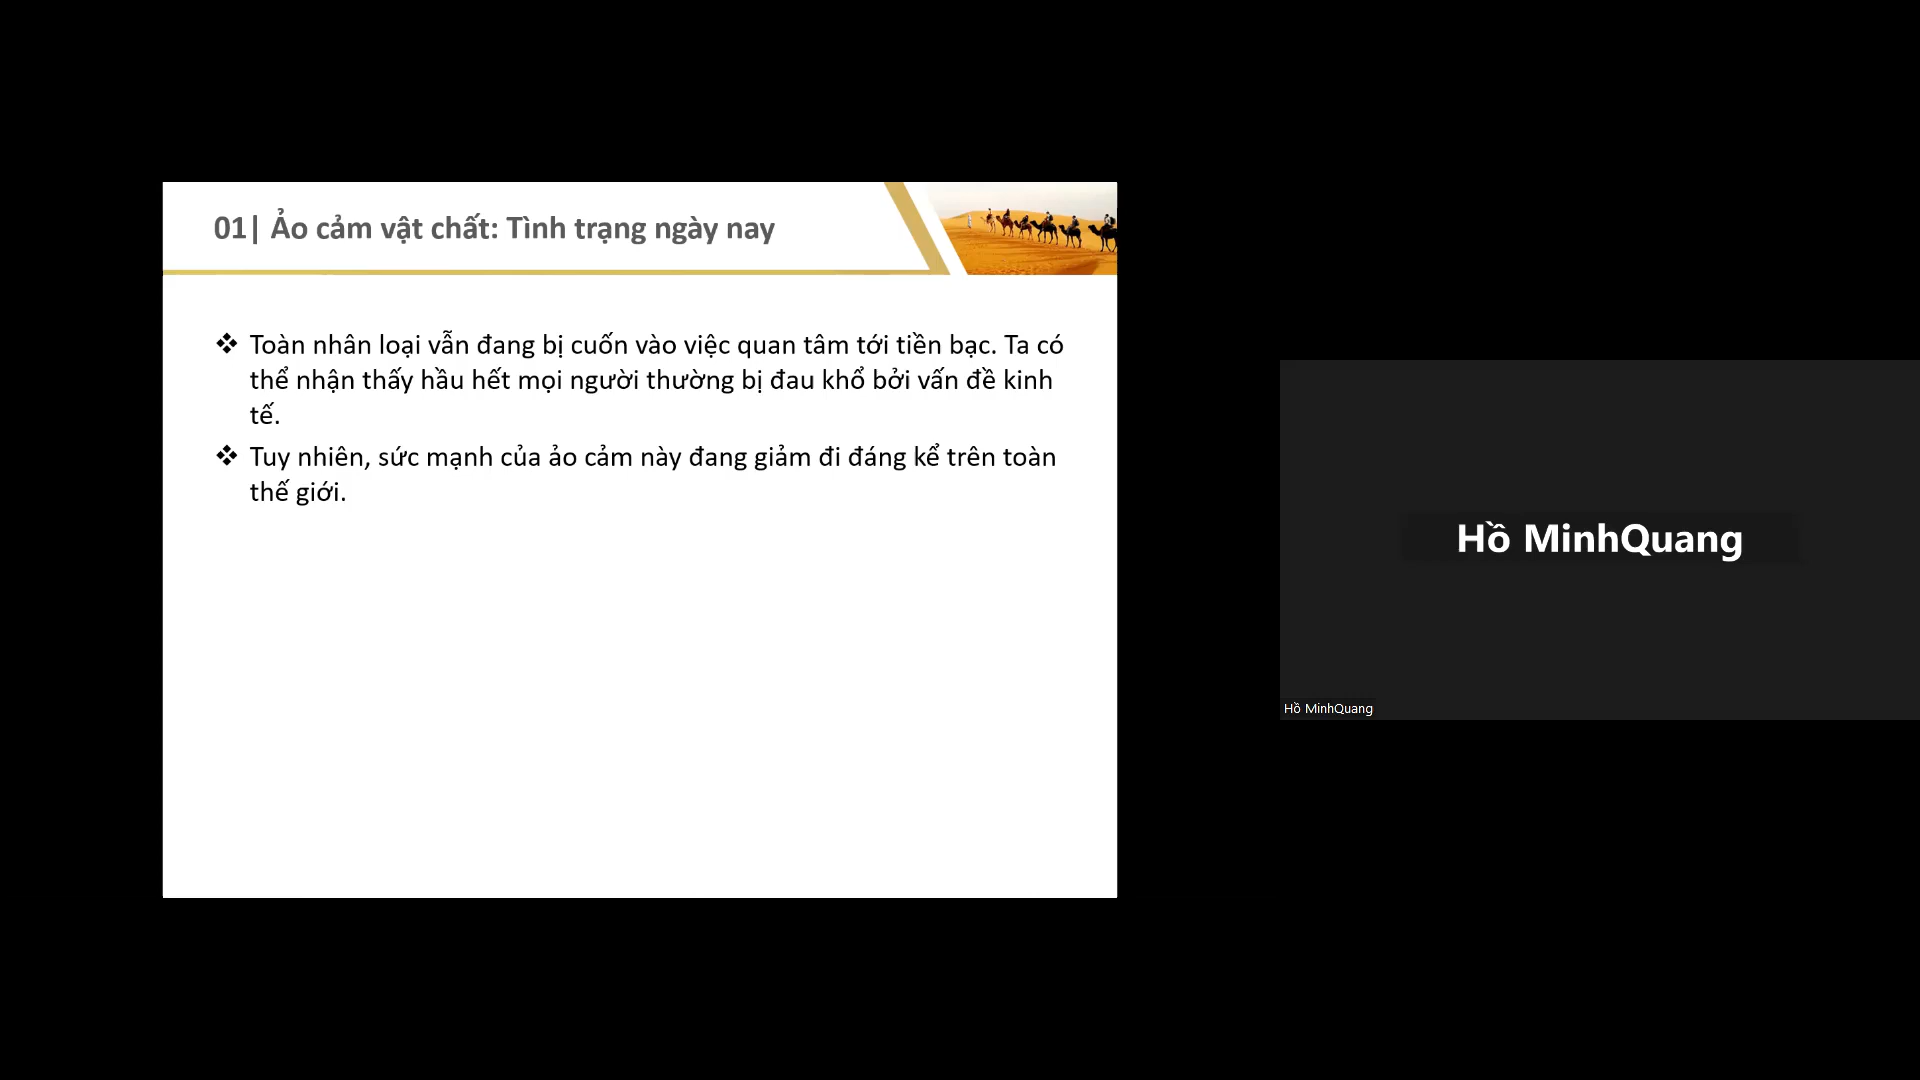 01| Ảo cảm vật chất: Tình trạng ngày nay
❖ Toàn nhân loại vẫn đang bị cuốn vào việc quan tâm tới tiền bạc. Ta có
thể nhận thấy hầu hết mọi người thường bị đau khổ bởi vấn đề kinh
tế.
❖ Tuy nhiên, sức mạnh của ảo cảm này đang giảm đi đáng kể trên toàn
thế giới.
Hồ MinhQuang
Hồ MinhQuang